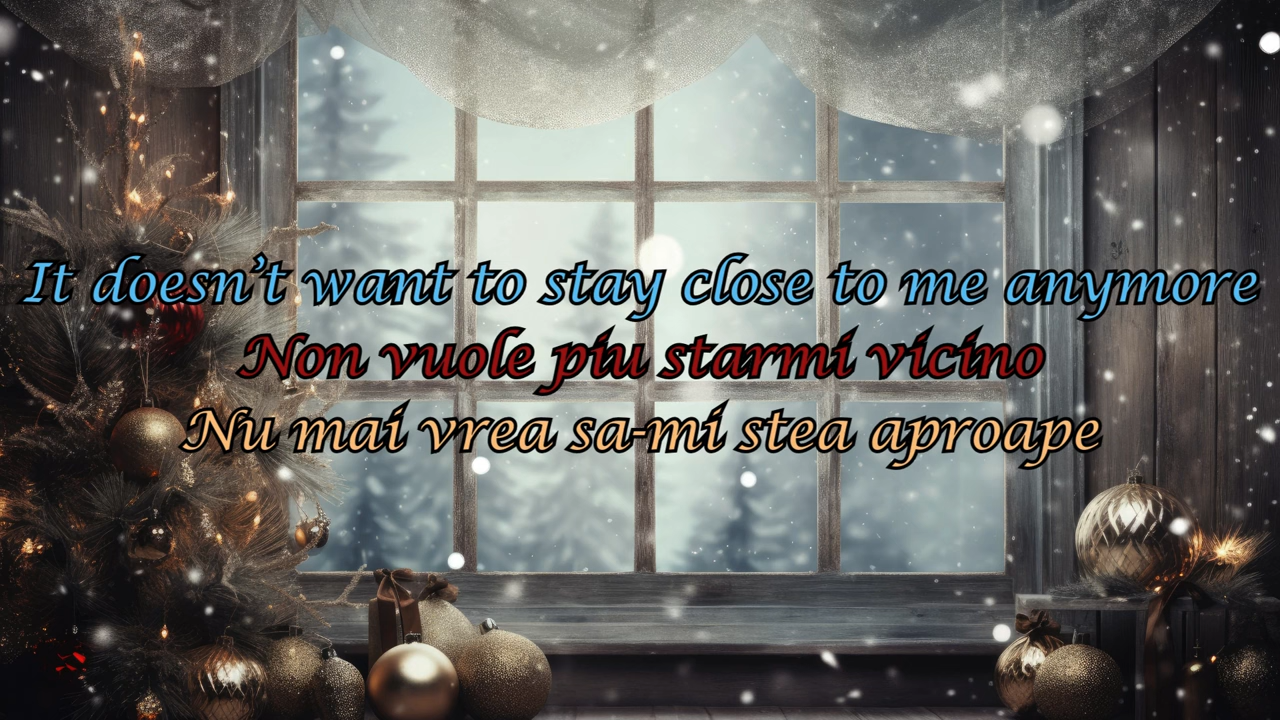 It doesn’t want to stay close to me anymore
Non vuole piu starmi vicino
Nu mai vrea sa-mi stea aproape